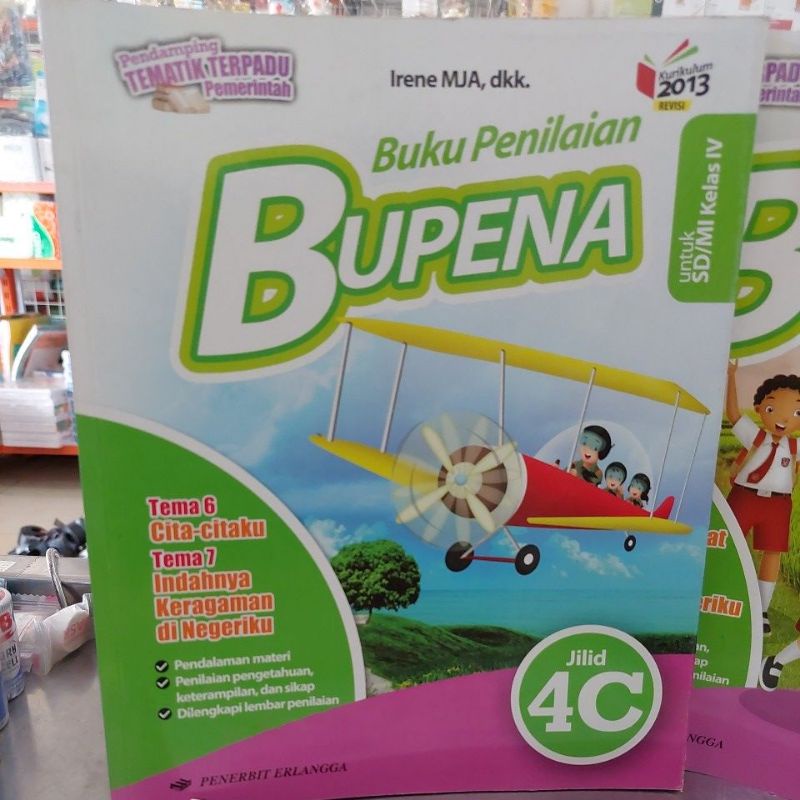 Pendamping
TEMATIK TERPADU
Pemerintah
Irene MJA, dkk.
Kurikulum
2013
REVISI
Buku Penilaian
BUPENA
untuk
SD/MI Kelas IV
Tema 6
Cita-citaku
Tema 7
Indahnya
Keragaman
di Negeriku
Pendalaman materi
Penilaian pengetahuan,
keterampilan, dan sikap
Dilengkapi lembar penilaian
Jilid
4C
PENERBIT ERLANGGA